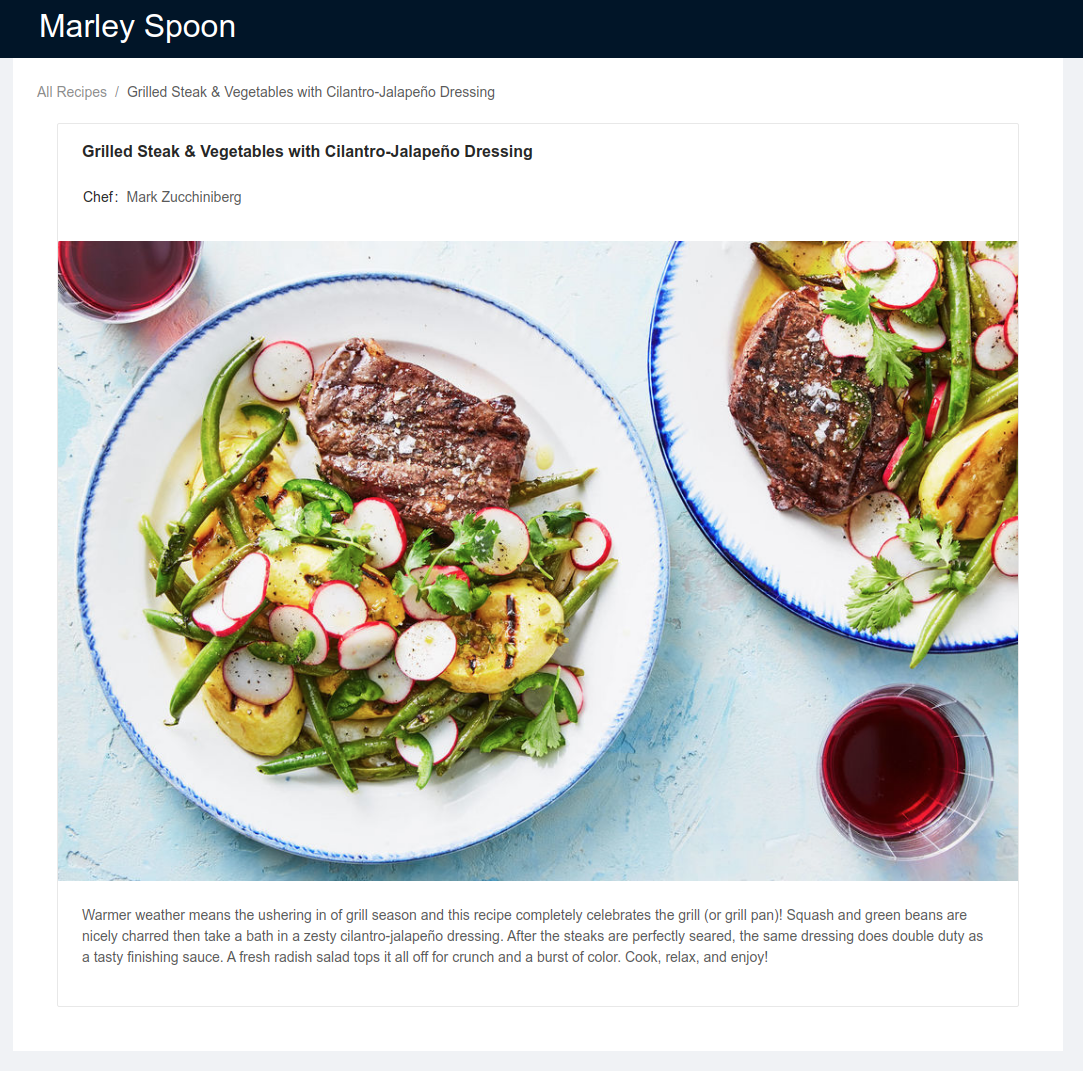 Marley Spoon
All Recipes / Grilled Steak & Vegetables with Cilantro-Jalapeño Dressing
Grilled Steak & Vegetables with Cilantro-Jalapeño Dressing
Chef: Mark Zucchiniberg
Warmer weather means the ushering in of grill season and this recipe completely celebrates the grill (or grill pan)! Squash and green beans are
nicely charred then take a bath in a zesty cilantro-jalapeño dressing. After the steaks are perfectly seared, the same dressing does double duty as
a tasty finishing sauce. A fresh radish salad tops it all off for crunch and a burst of color. Cook, relax, and enjoy!